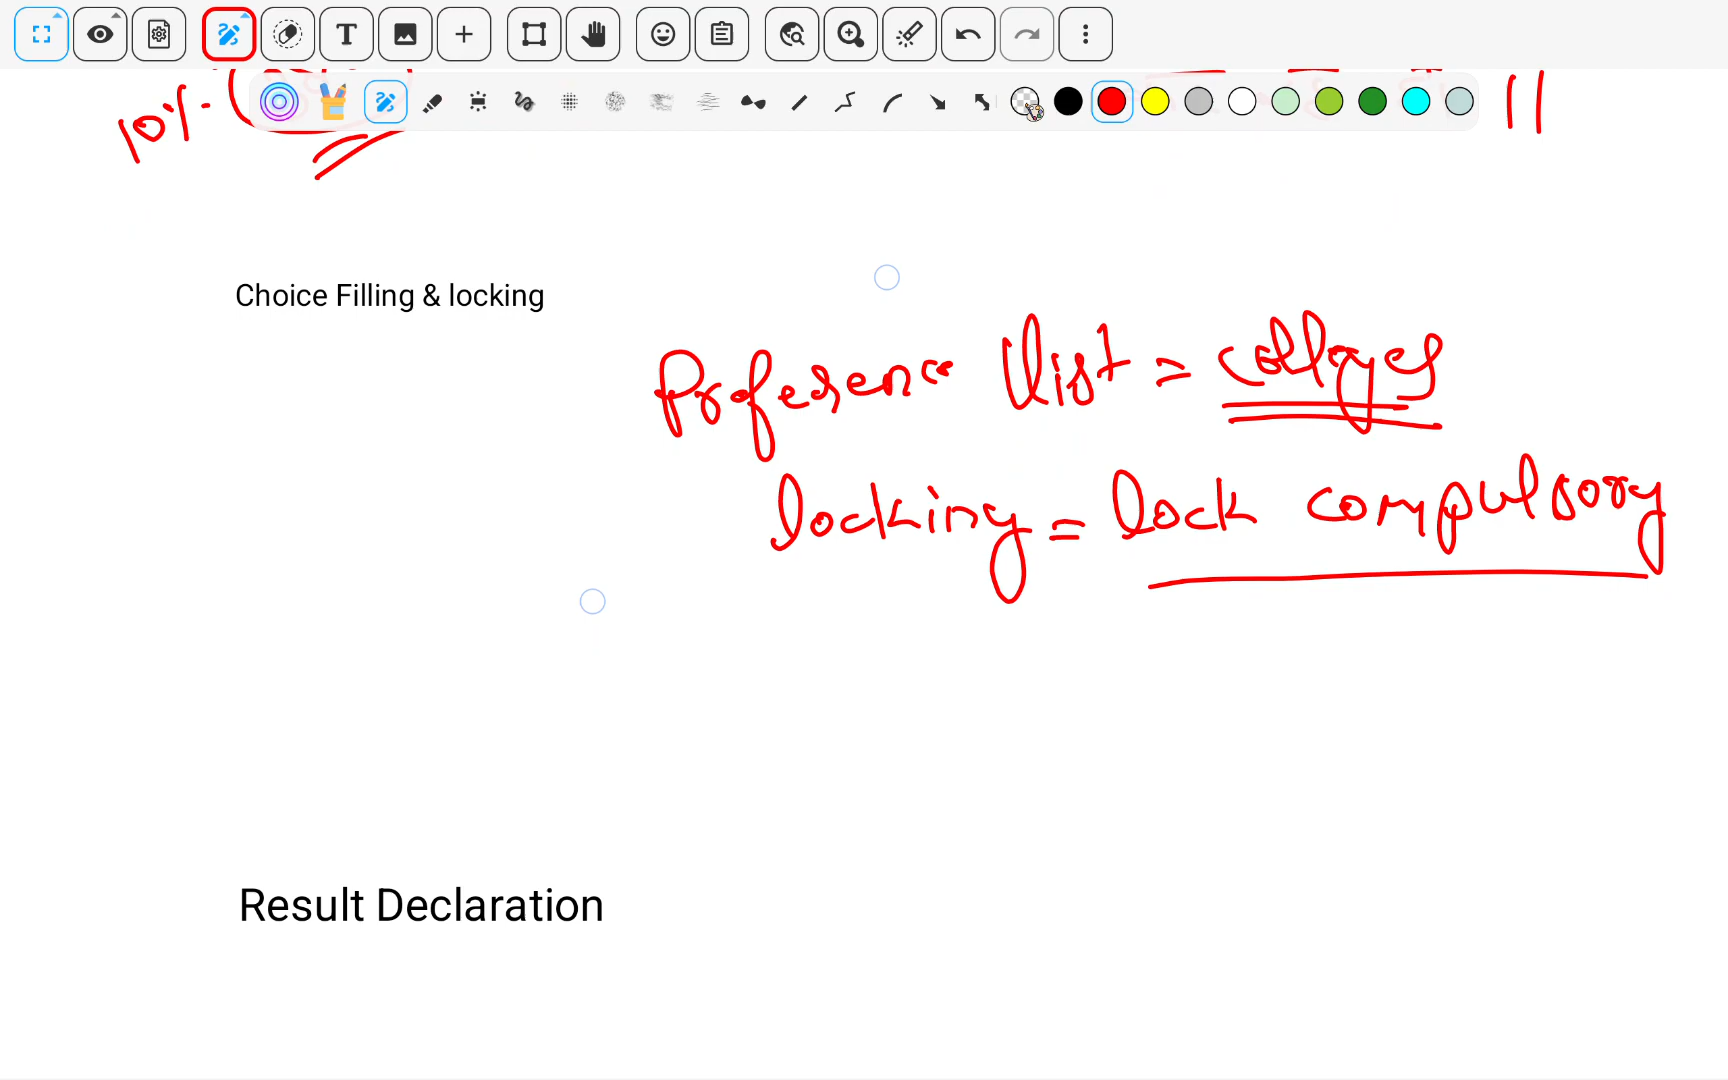 10%.
Choice Filling & locking
Preference list = colleges
locking = lock compulsory
Result Declaration